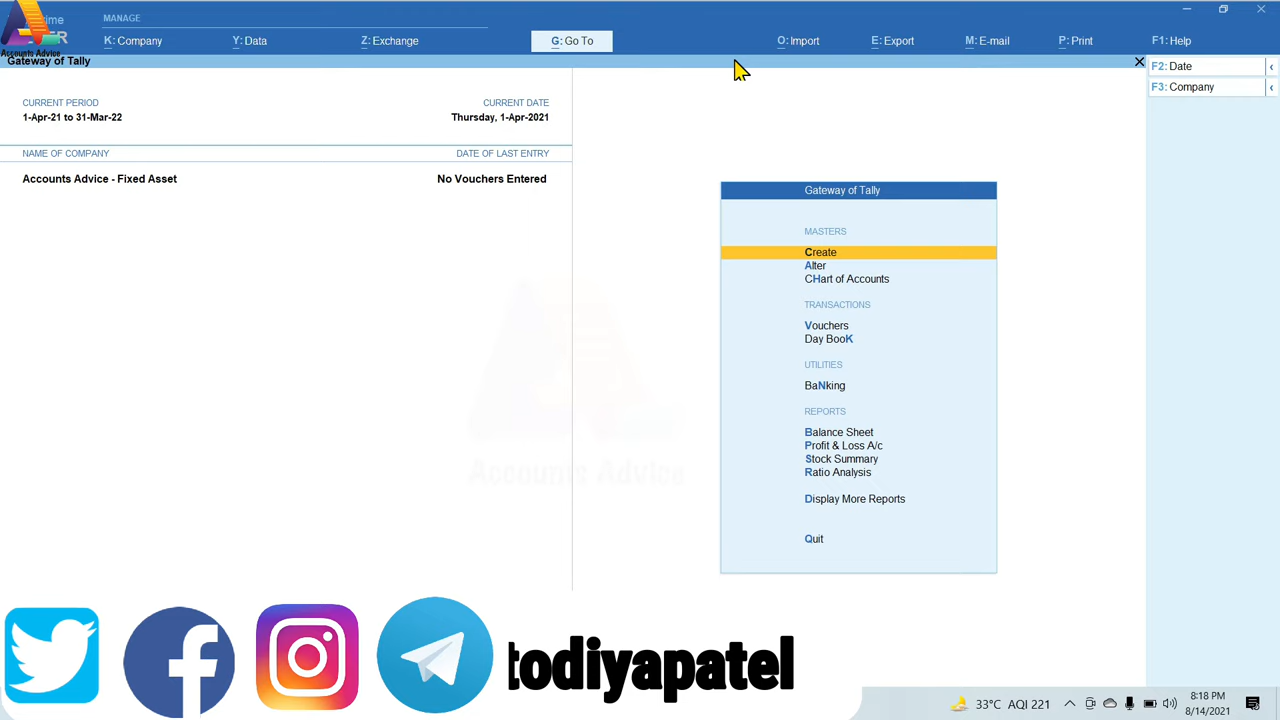 MANAGE
K: Company
Y: Data
Z: Exchange
G: Go To
O: Import
E: Export
M: E-mail
P: Print
F1: Help
Accounts Advice
Gateway of Tally
F2: Date
F3: Company
CURRENT PERIOD
CURRENT DATE
1-Apr-21 to 31-Mar-22
Thursday, 1-Apr-2021
NAME OF COMPANY
DATE OF LAST ENTRY
Accounts Advice - Fixed Asset
No Vouchers Entered
Gateway of Tally
MASTERS
Create
Alter
CHart of Accounts
TRANSACTIONS
Vouchers
Day BooK
UTILITIES
BaNking
REPORTS
Balance Sheet
Profit & Loss A/c
Stock Summary
Ratio Analysis
Display More Reports
Quit
Accounts Advice
todiyapatel
33°C AQI 221
8:18 PM
8/14/2021